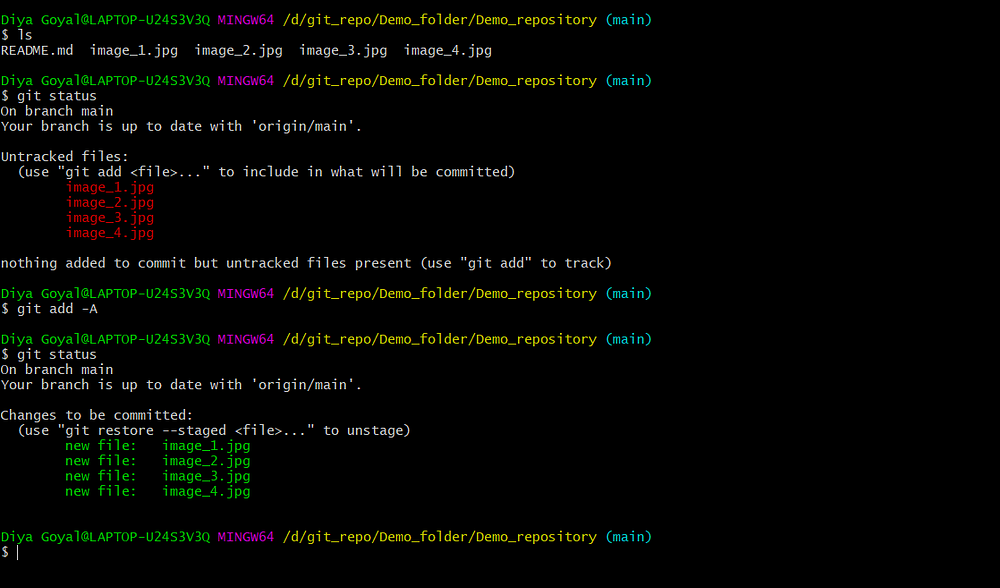 Diya Goyal@LAPTOP-U24S3V3Q MINGW64 /d/git_repo/Demo_folder/Demo_repository (main)
$ ls
README.md  image_1.jpg  image_2.jpg  image_3.jpg  image_4.jpg

Diya Goyal@LAPTOP-U24S3V3Q MINGW64 /d/git_repo/Demo_folder/Demo_repository (main)
$ git status
On branch main
Your branch is up to date with 'origin/main'.

Untracked files:
  (use "git add <file>..." to include in what will be committed)
        image_1.jpg
        image_2.jpg
        image_3.jpg
        image_4.jpg

nothing added to commit but untracked files present (use "git add" to track)

Diya Goyal@LAPTOP-U24S3V3Q MINGW64 /d/git_repo/Demo_folder/Demo_repository (main)
$ git add -A

Diya Goyal@LAPTOP-U24S3V3Q MINGW64 /d/git_repo/Demo_folder/Demo_repository (main)
$ git status
On branch main
Your branch is up to date with 'origin/main'.

Changes to be committed:
  (use "git restore --staged <file>..." to unstage)
        new file:   image_1.jpg
        new file:   image_2.jpg
        new file:   image_3.jpg
        new file:   image_4.jpg

Diya Goyal@LAPTOP-U24S3V3Q MINGW64 /d/git_repo/Demo_folder/Demo_repository (main)
$